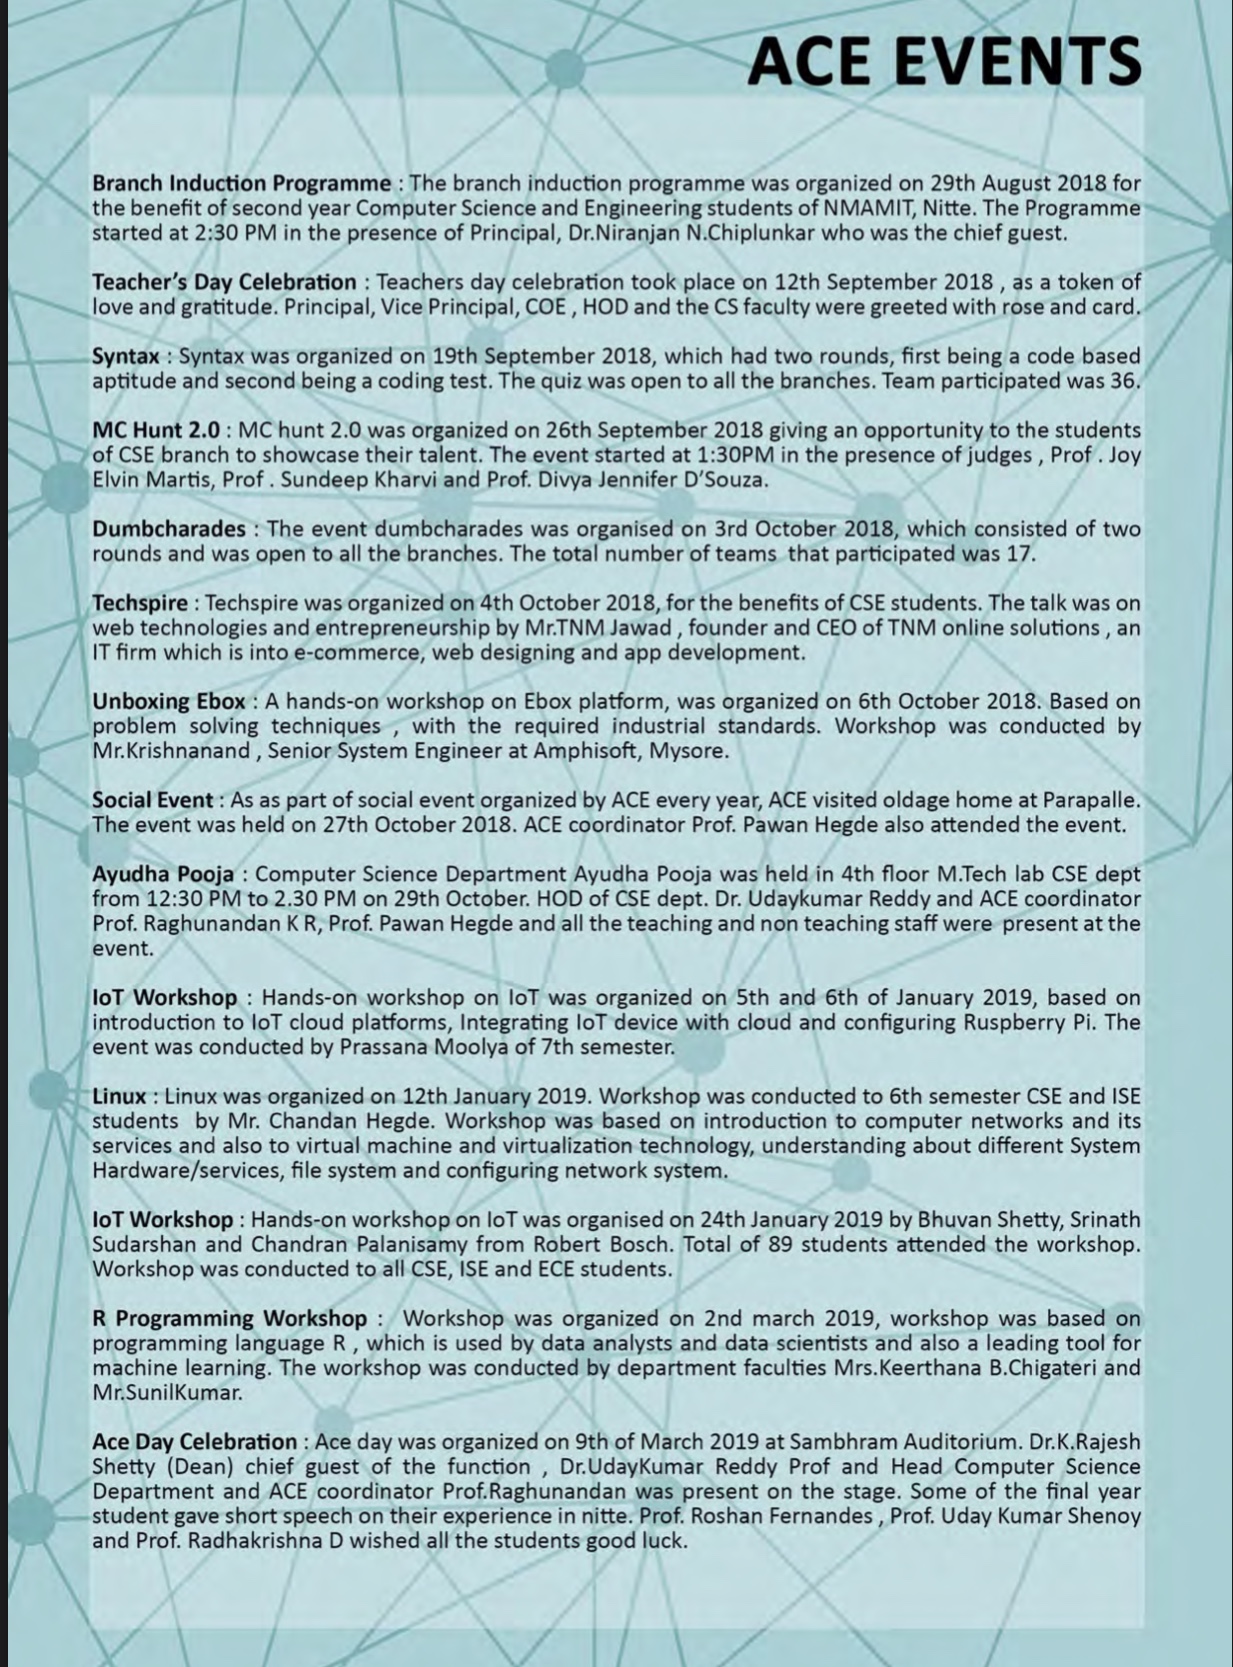 ACE EVENTS
Branch Induction Programme : The branch induction programme was organized on 29th August 2018 for
the benefit of second year Computer Science and Engineering students of NMAMIT, Nitte. The Programme
started at 2:30 PM in the presence of Principal, Dr.Niranjan N.Chiplunkar who was the chief guest.
Teacher’s Day Celebration : Teachers day celebration took place on 12th September 2018 , as a token of
love and gratitude. Principal, Vice Principal, COE , HOD and the CS faculty were greeted with rose and card.
Syntax : Syntax was organized on 19th September 2018, which had two rounds, first being a code based
aptitude and second being a coding test. The quiz was open to all the branches. Team participated was 36.
MC Hunt 2.0 : MC hunt 2.0 was organized on 26th September 2018 giving an opportunity to the students
of CSE branch to showcase their talent. The event started at 1:30PM in the presence of judges , Prof . Joy
Elvin Martis, Prof . Sundeep Kharvi and Prof. Divya Jennifer D’Souza.
Dumbcharades : The event dumbcharades was organised on 3rd October 2018, which consisted of two
rounds and was open to all the branches. The total number of teams that participated was 17.
Techspire : Techspire was organized on 4th October 2018, for the benefits of CSE students. The talk was on
web technologies and entrepreneurship by Mr.TNM Jawad , founder and CEO of TNM online solutions , an
IT firm which is into e-commerce, web designing and app development.
Unboxing Ebox : A hands-on workshop on Ebox platform, was organized on 6th October 2018. Based on
problem solving techniques , with the required industrial standards. Workshop was conducted by
Mr.Krishnanand , Senior System Engineer at Amphisoft, Mysore.
Social Event : As as part of social event organized by ACE every year, ACE visited oldage home at Parapalle.
The event was held on 27th October 2018. ACE coordinator Prof. Pawan Hegde also attended the event.
Ayudha Pooja : Computer Science Department Ayudha Pooja was held in 4th floor M.Tech lab CSE dept
from 12:30 PM to 2.30 PM on 29th October. HOD of CSE dept. Dr. Udaykumar Reddy and ACE coordinator
Prof. Raghunandan K R, Prof. Pawan Hegde and all the teaching and non teaching staff were present at the
event.
IoT Workshop : Hands-on workshop on IoT was organized on 5th and 6th of January 2019, based on
introduction to IoT cloud platforms, Integrating IoT device with cloud and configuring Ruspberry Pi. The
event was conducted by Prassana Moolya of 7th semester.
Linux : Linux was organized on 12th January 2019. Workshop was conducted to 6th semester CSE and ISE
students by Mr. Chandan Hegde. Workshop was based on introduction to computer networks and its
services and also to virtual machine and virtualization technology, understanding about different System
Hardware/services, file system and configuring network system.
IoT Workshop : Hands-on workshop on IoT was organised on 24th January 2019 by Bhuvan Shetty, Srinath
Sudarshan and Chandran Palanisamy from Robert Bosch. Total of 89 students attended the workshop.
Workshop was conducted to all CSE, ISE and ECE students.
R Programming Workshop : Workshop was organized on 2nd march 2019, workshop was based on
programming language R , which is used by data analysts and data scientists and also a leading tool for
machine learning. The workshop was conducted by department faculties Mrs.Keerthana B.Chigateri and
Mr.SunilKumar.
Ace Day Celebration : Ace day was organized on 9th of March 2019 at Sambhram Auditorium. Dr.K.Rajesh
Shetty (Dean) chief guest of the function , Dr.UdayKumar Reddy Prof and Head Computer Science
Department and ACE coordinator Prof.Raghunandan was present on the stage. Some of the final year
student gave short speech on their experience in nitte. Prof. Roshan Fernandes , Prof. Uday Kumar Shenoy
and Prof. Radhakrishna D wished all the students good luck.